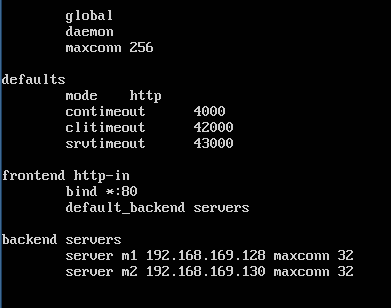 global
daemon
maxconn 256
defaults
mode    http
contimeout      4000
clitimeout      42000
srvtimeout      43000
frontend http-in
bind *:80
default_backend servers
backend servers
server m1 192.168.169.128 maxconn 32
server m2 192.168.169.130 maxconn 32